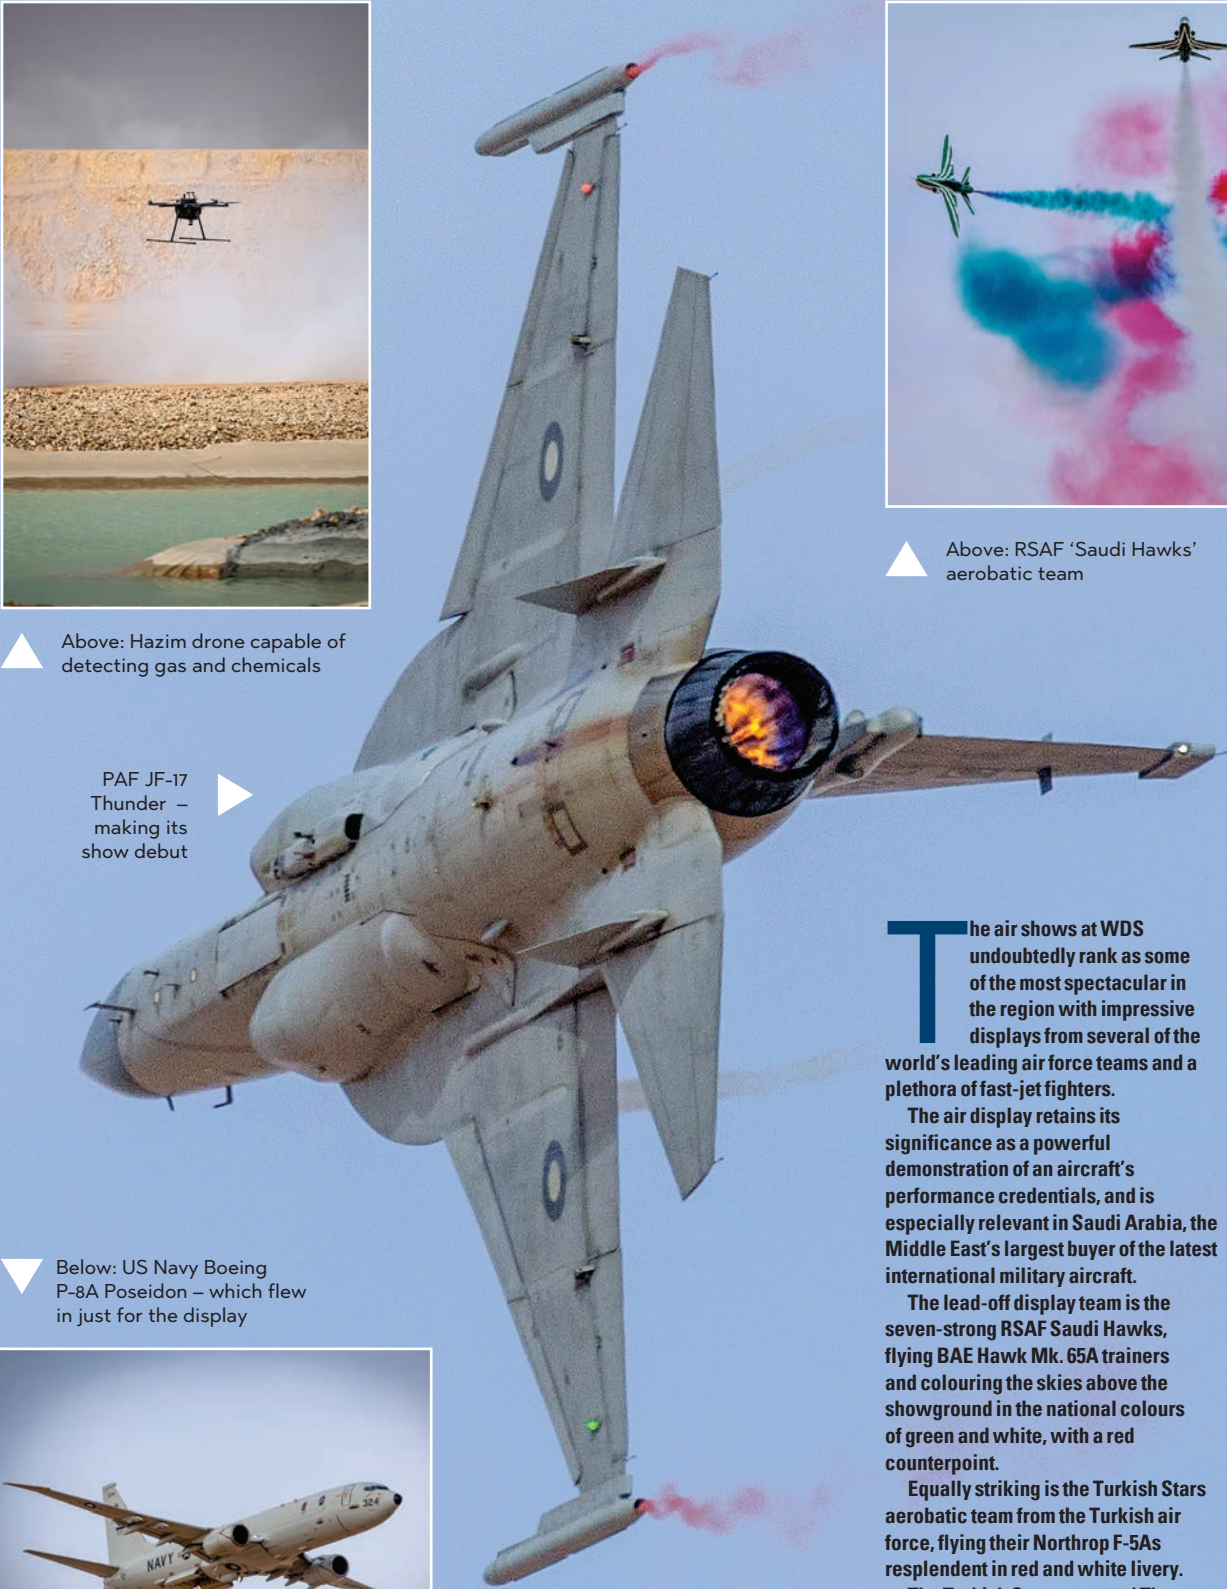 Above: RSAF ‘Saudi Hawks’
aerobatic team
Above: Hazim drone capable of
detecting gas and chemicals
PAF JF-17
Thunder –
making its
show debut
Below: US Navy Boeing
P-8A Poseidon – which flew
in just for the display
324
NAVY
The air shows at WDS
undoubtedly rank as some
of the most spectacular in
the region with impressive
displays from several of the
world’s leading air force teams and a
plethora of fast-jet fighters.
The air display retains its
significance as a powerful
demonstration of an aircraft’s
performance credentials, and is
especially relevant in Saudi Arabia, the
Middle East’s largest buyer of the latest
international military aircraft.
The lead-off display team is the
seven-strong RSAF Saudi Hawks,
flying BAE Hawk Mk. 65A trainers
and colouring the skies above the
showground in the national colours
of green and white, with a red
counterpoint.
Equally striking is the Turkish Stars
aerobatic team from the Turkish air
force, flying their Northrop F-5As
resplendent in red and white livery.